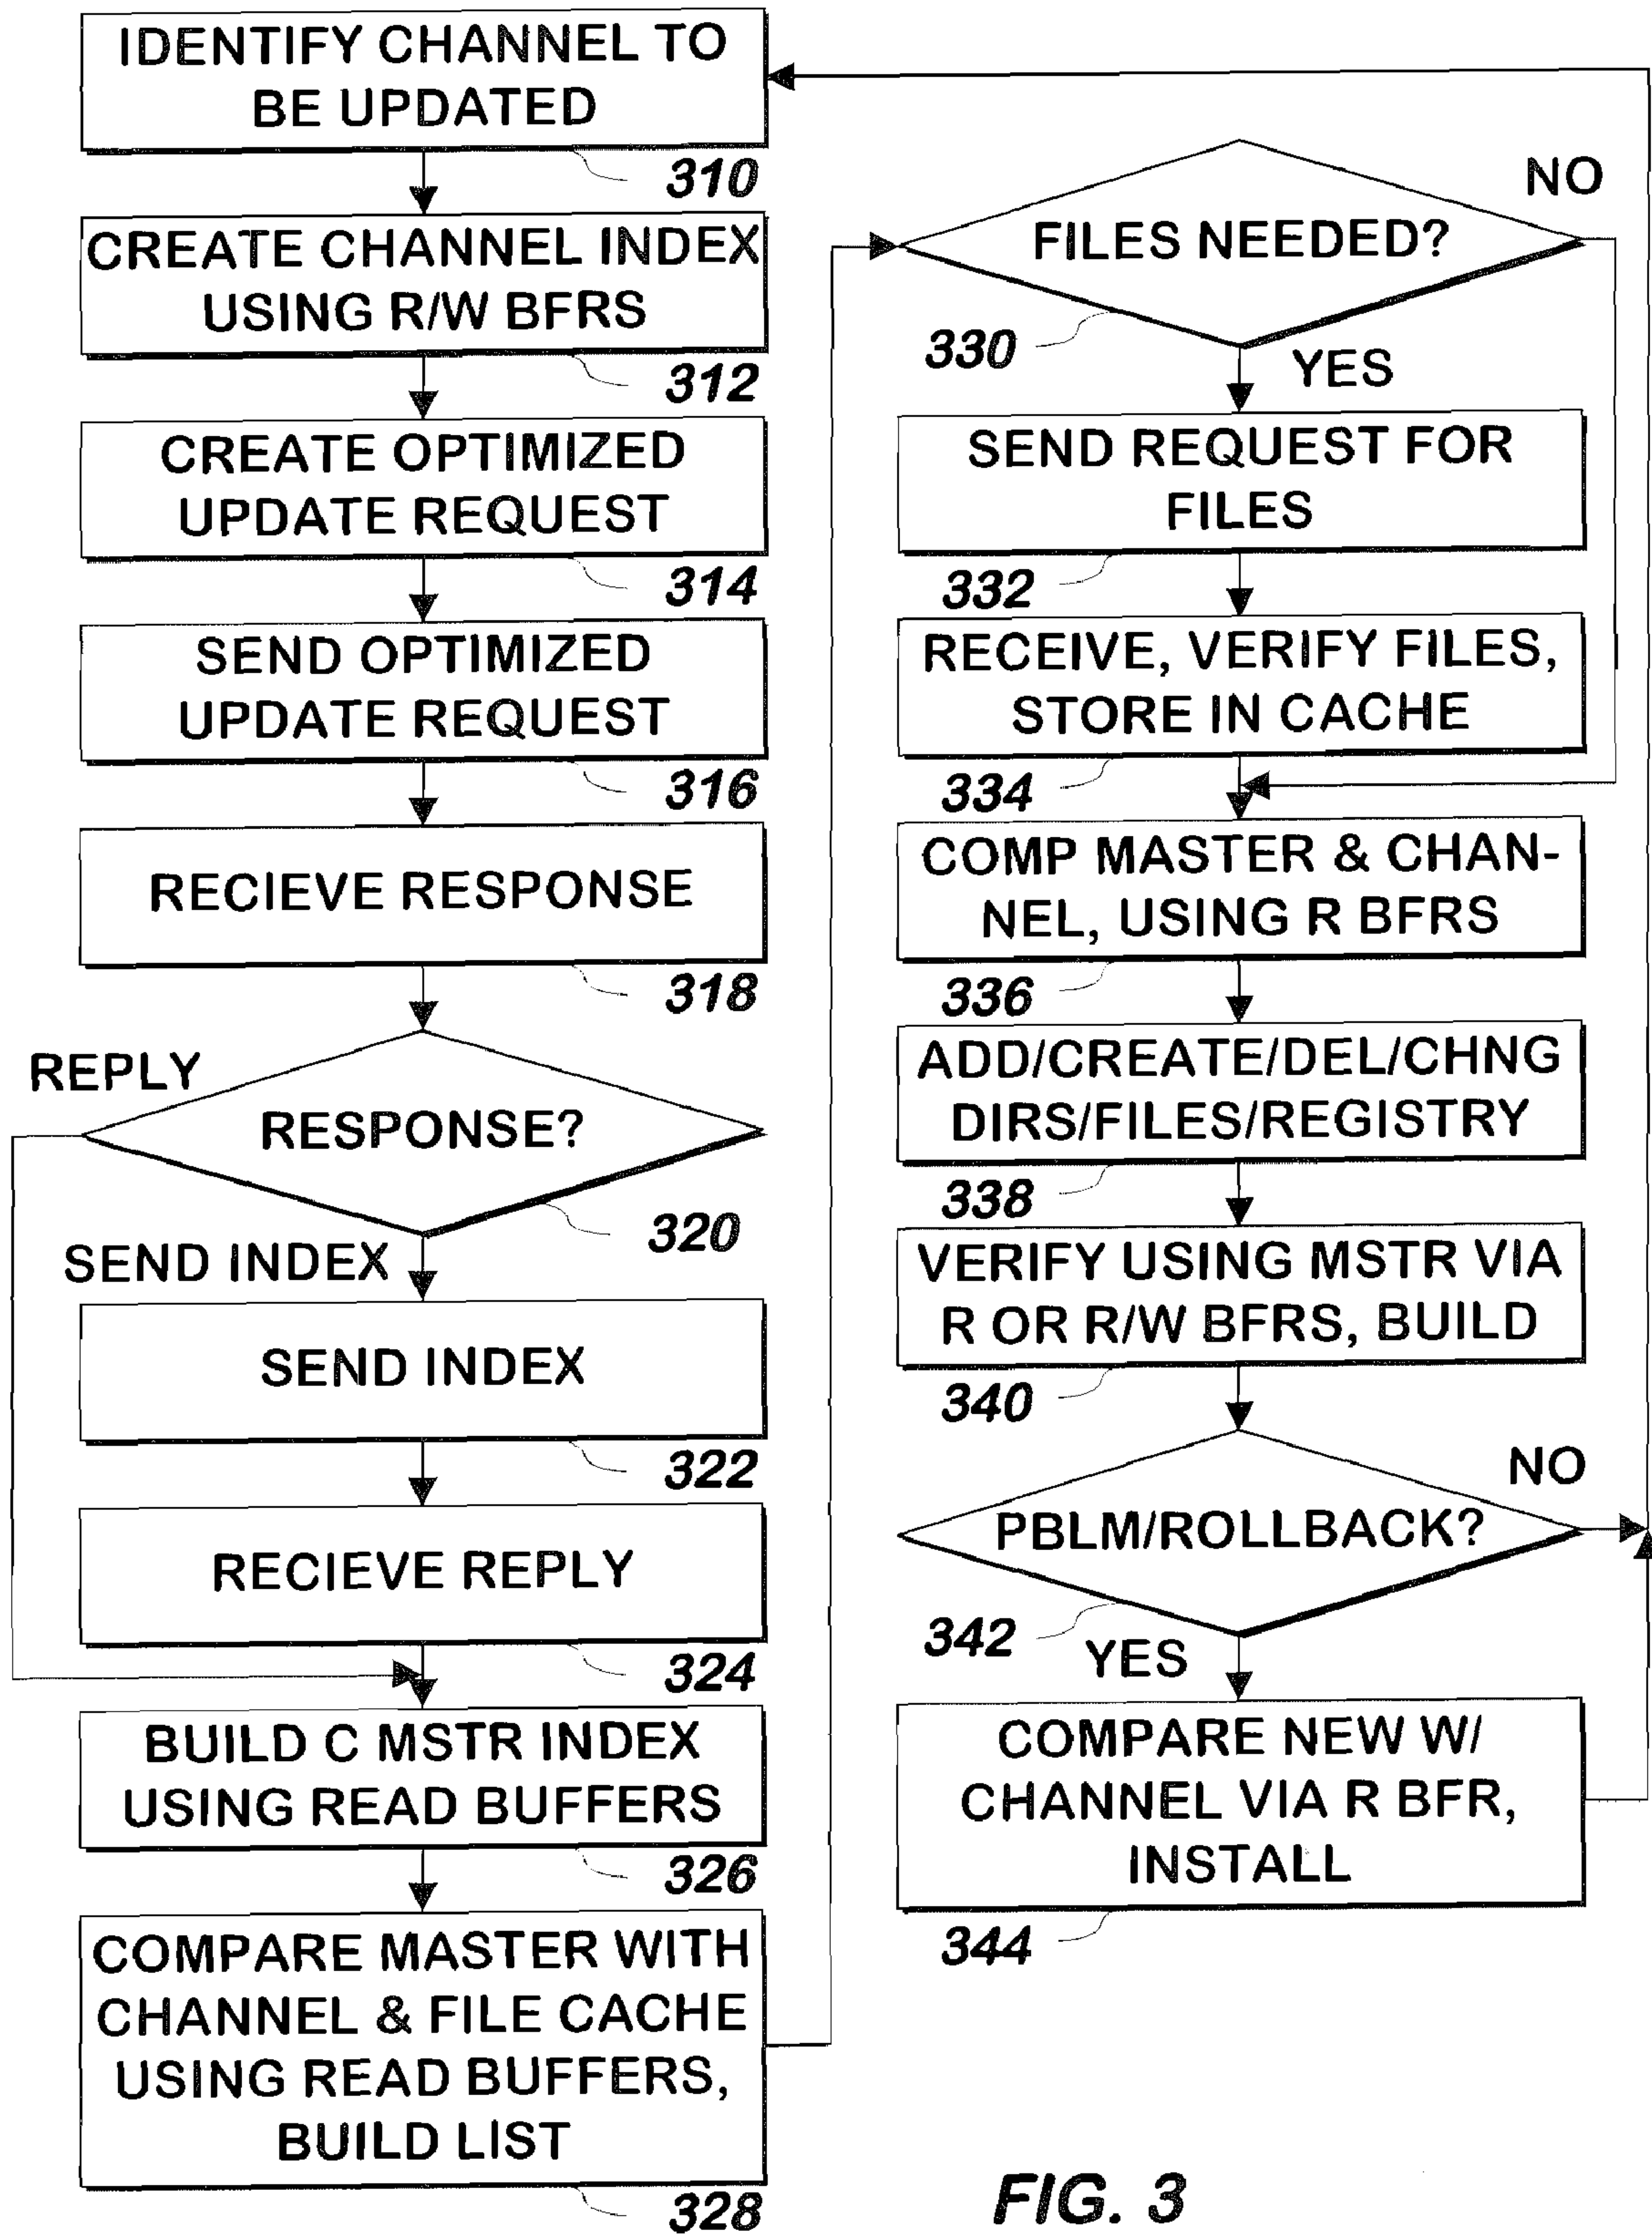 IDENTIFY CHANNEL TO
BE UPDATED
310
CREATE CHANNEL INDEX
USING R/W BFRS
312
CREATE OPTIMIZED
UPDATE REQUEST
314
SEND OPTIMIZED
UPDATE REQUEST
316
RECIEVE RESPONSE
318
REPLY
RESPONSE?
320
SEND INDEX
SEND INDEX
322
RECIEVE REPLY
324
BUILD C MSTR INDEX
USING READ BUFFERS
326
COMPARE MASTER WITH
CHANNEL & FILE CACHE
USING READ BUFFERS,
BUILD LIST
328
NO
FILES NEEDED?
330
YES
SEND REQUEST FOR
FILES
332
RECEIVE, VERIFY FILES,
STORE IN CACHE
334
COMP MASTER & CHAN-
NEL, USING R BFRS
336
ADD/CREATE/DEL/CHNG
DIRS/FILES/REGISTRY
338
VERIFY USING MSTR VIA
R OR R/W BFRS, BUILD
340
NO
PBLM/ROLLBACK?
342
YES
COMPARE NEW W/
CHANNEL VIA R BFR,
INSTALL
344
FIG. 3